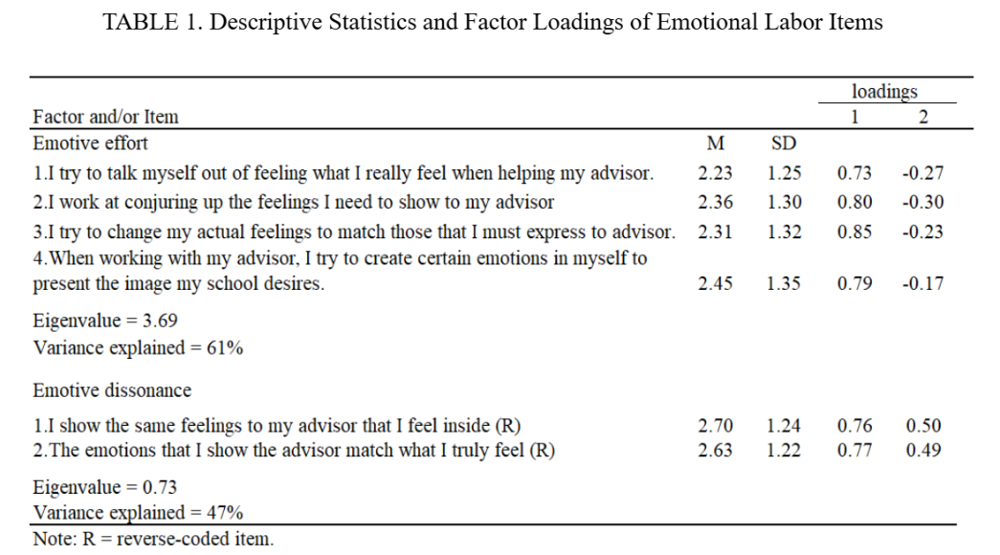 TABLE 1. Descriptive Statistics and Factor Loadings of Emotional Labor Items
loadings
Factor and/or Item 1 2
Emotive effort M SD
1.I try to talk myself out of feeling what I really feel when helping my advisor. 2.23 1.25 0.73 -0.27
2.I work at conjuring up the feelings I need to show to my advisor 2.36 1.30 0.80 -0.30
3.I try to change my actual feelings to match those that I must express to advisor. 2.31 1.32 0.85 -0.23
4.When working with my advisor, I try to create certain emotions in myself to
present the image my school desires. 2.45 1.35 0.79 -0.17
Eigenvalue = 3.69
Variance explained = 61%
Emotive dissonance
1.I show the same feelings to my advisor that I feel inside (R) 2.70 1.24 0.76 0.50
2.The emotions that I show the advisor match what I truly feel (R) 2.63 1.22 0.77 0.49
Eigenvalue = 0.73
Variance explained = 47%
Note: R = reverse-coded item.